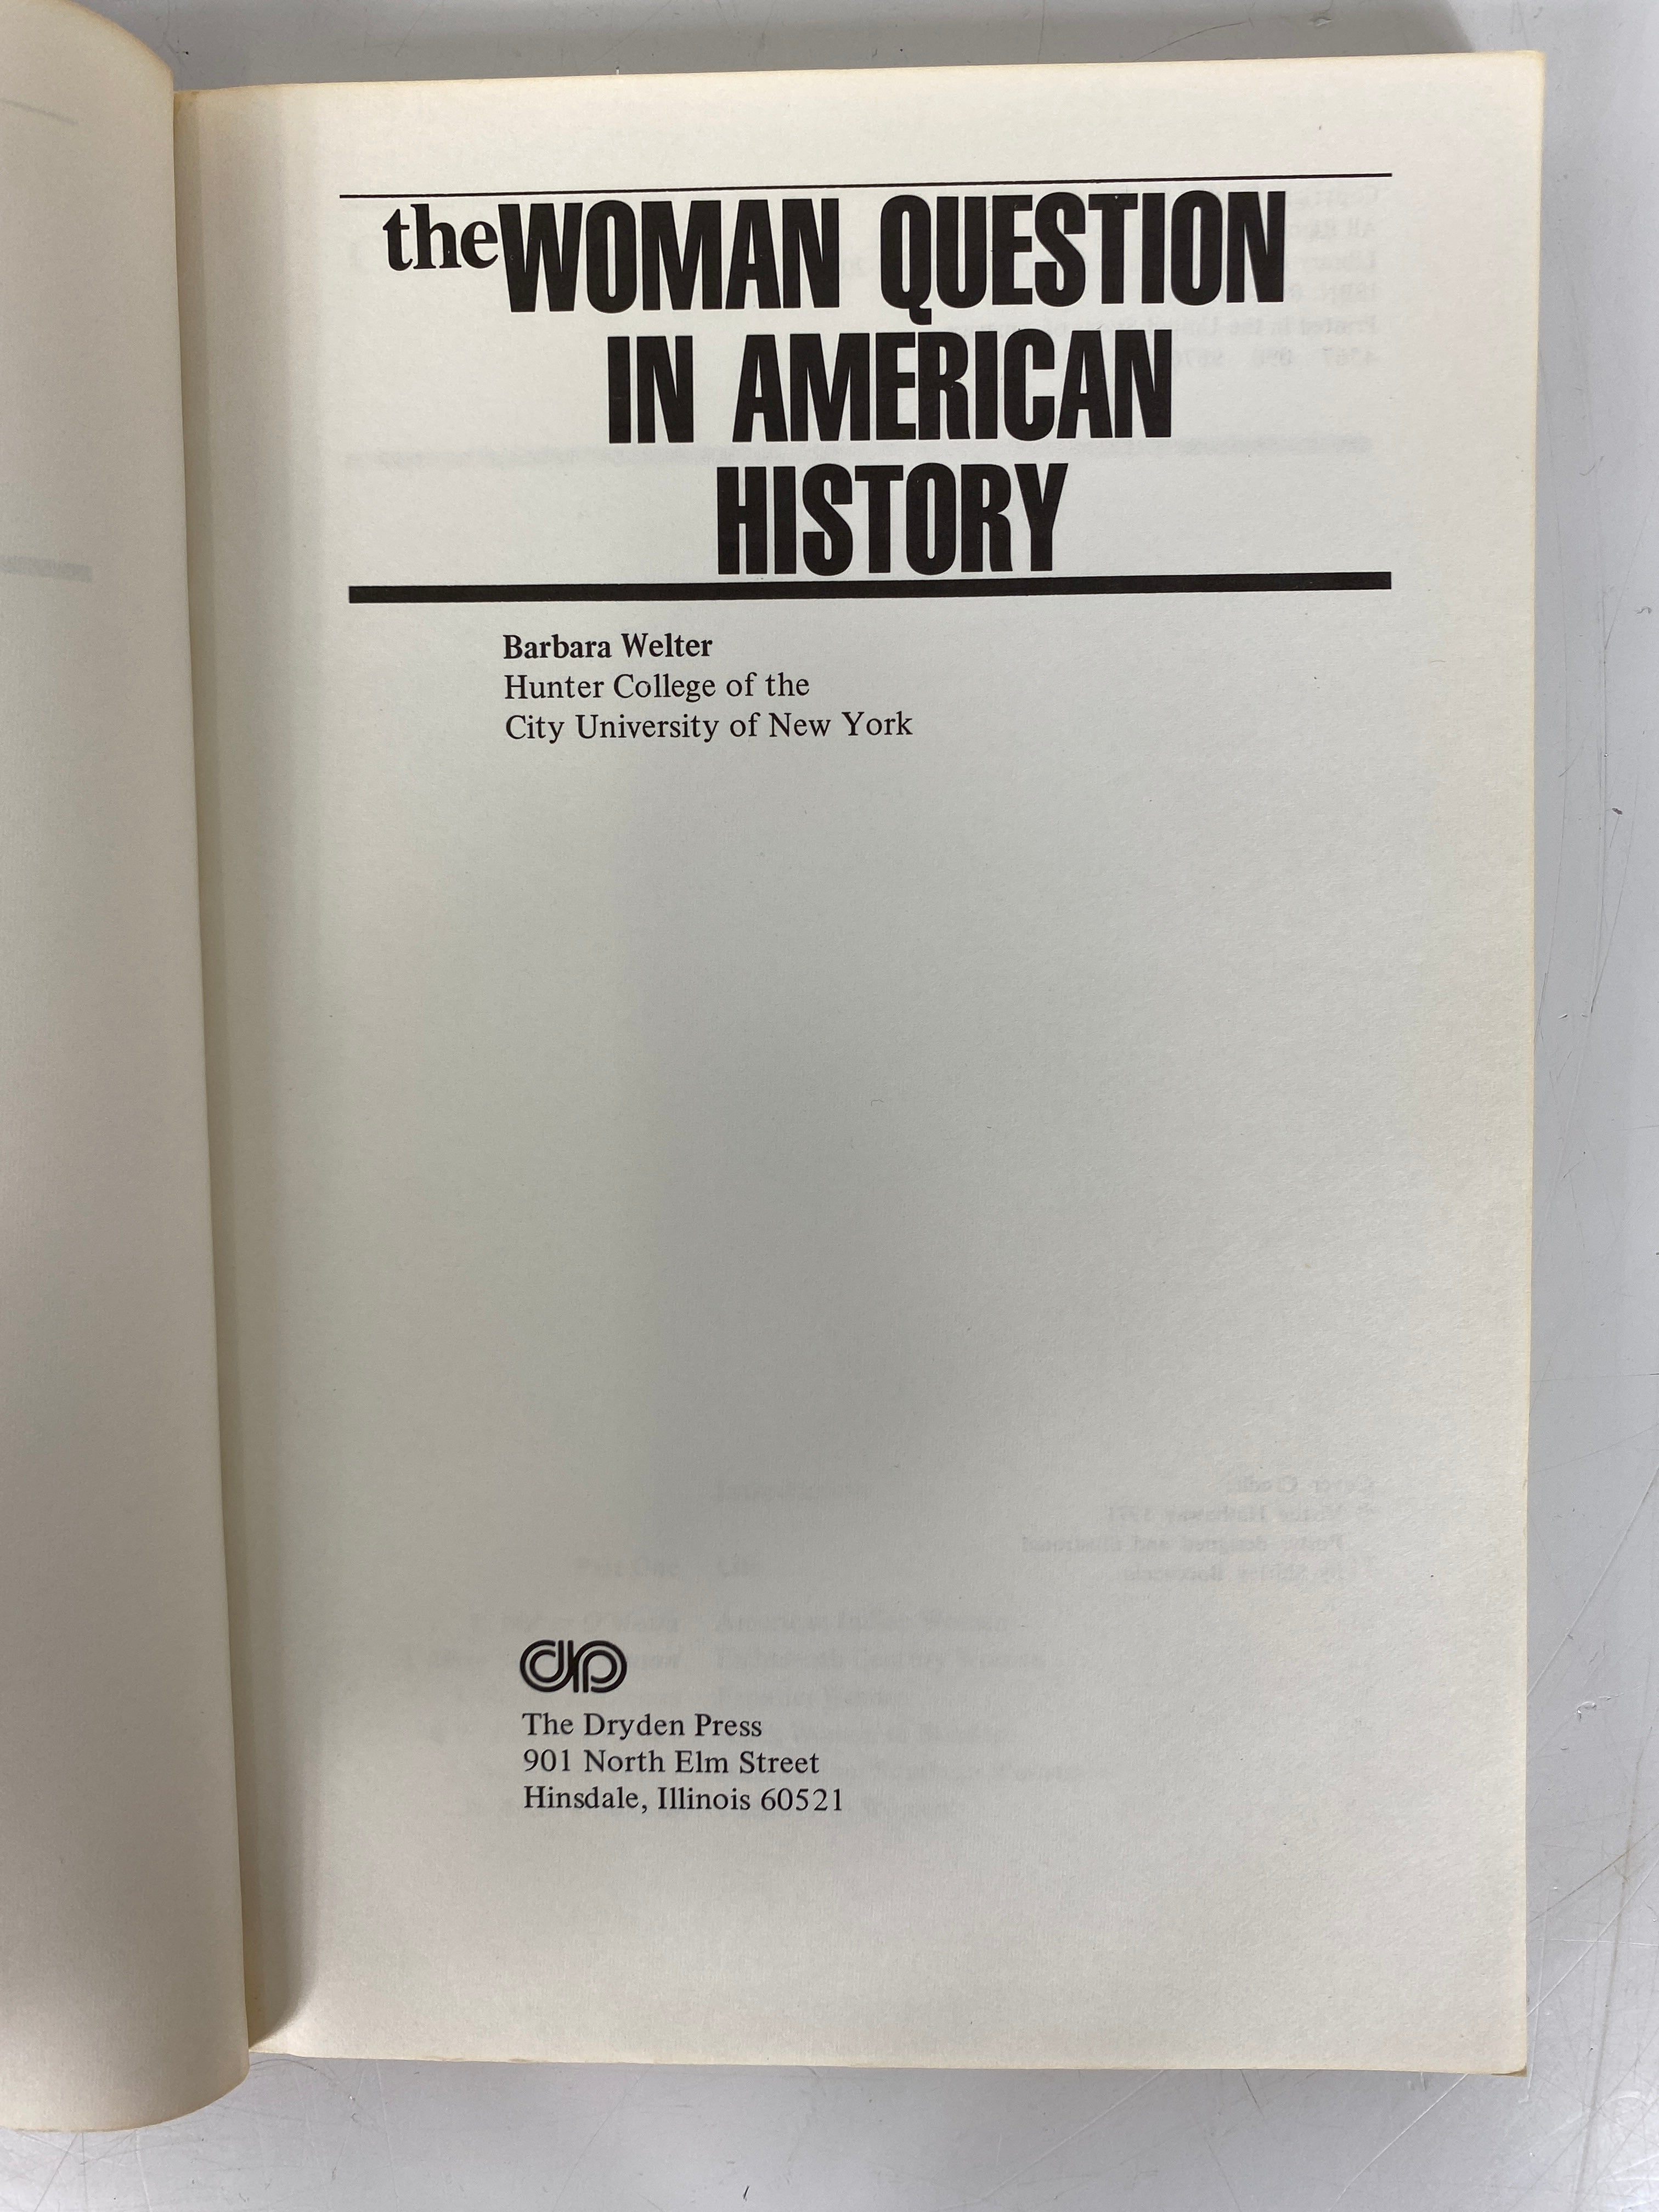 the WOMAN QUESTION
IN AMERICAN
HISTORY
Barbara Welter
Hunter College of the
City University of New York
dp
The Dryden Press
901 North Elm Street
Hinsdale, Illinois 60521